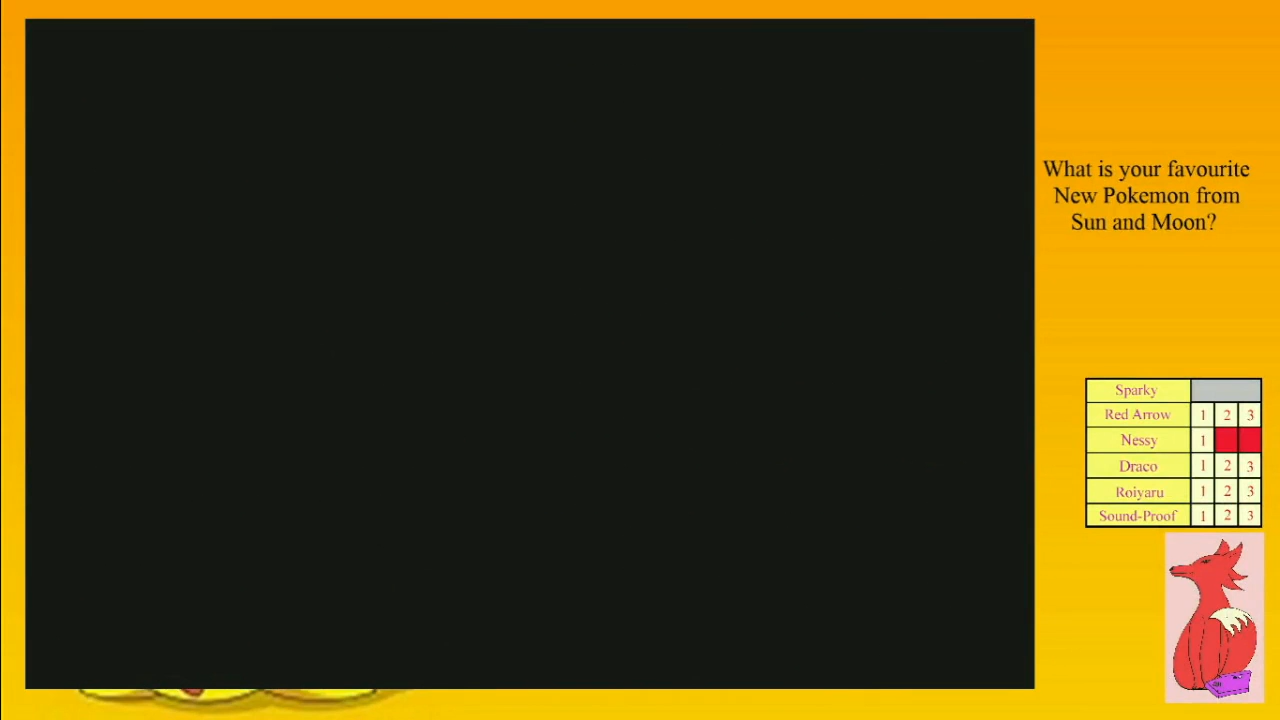 What is your favourite
New Pokemon from
Sun and Moon?
Sparky
Red Arrow 1 2 3
Nessy 1
Draco 1 2 3
Roiyaru 1 2 3
Sound-Proof 1 2 3